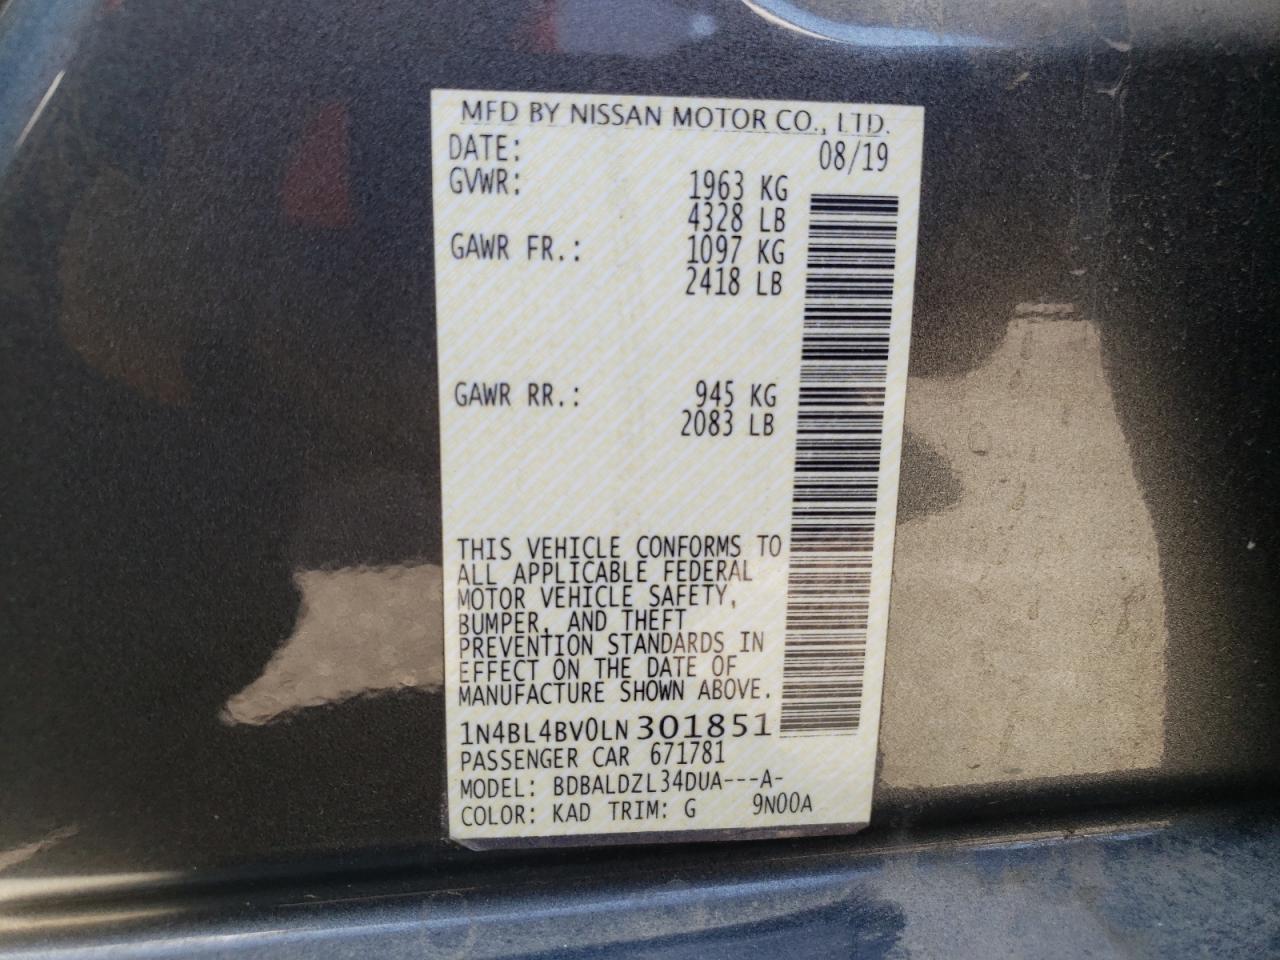 MFD BY NISSAN MOTOR CO., LTD.
DATE: 08/19
GVWR: 1963 KG
4328 LB
GAWR FR.: 1097 KG
2418 LB
GAWR RR.: 945 KG
2083 LB
THIS VEHICLE CONFORMS TO
ALL APPLICABLE FEDERAL
MOTOR VEHICLE SAFETY,
BUMPER, AND THEFT
PREVENTION STANDARDS IN
EFFECT ON THE DATE OF
MANUFACTURE SHOWN ABOVE.
1N4BL4BV0LN301851
PASSENGER CAR 671781
MODEL: BDBALDZL34DUA---A-
COLOR: KAD TRIM: G 9N00A